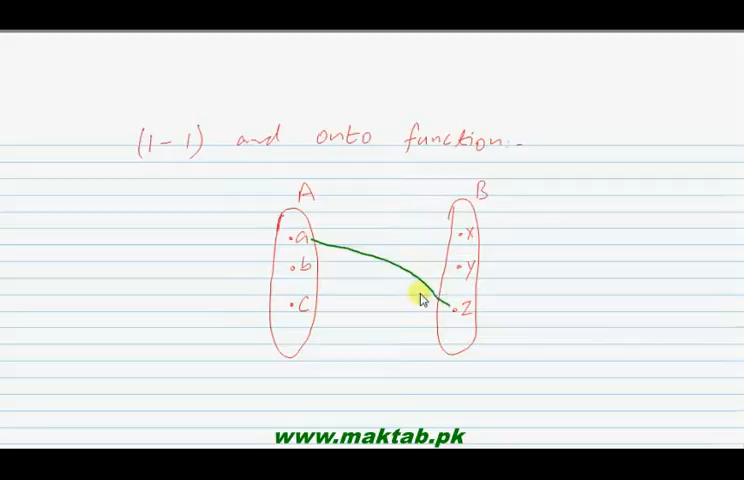 (1-1) and onto function:-
A B
.a .x
.b .y
.c .z
www.maktab.pk